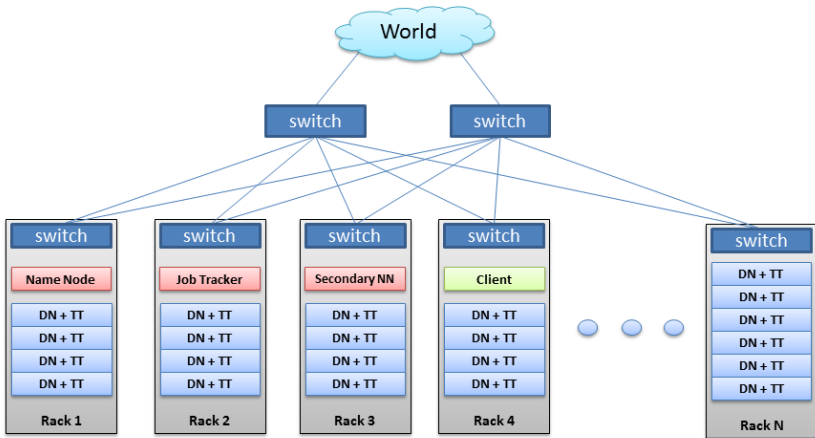 World
switch
switch
switch
Name Node
DN + TT
DN + TT
DN + TT
DN + TT
Rack 1
switch
Job Tracker
DN + TT
DN + TT
DN + TT
DN + TT
Rack 2
switch
Secondary NN
DN + TT
DN + TT
DN + TT
DN + TT
Rack 3
switch
Client
DN + TT
DN + TT
DN + TT
DN + TT
Rack 4
switch
DN + TT
DN + TT
DN + TT
DN + TT
DN + TT
DN + TT
Rack N